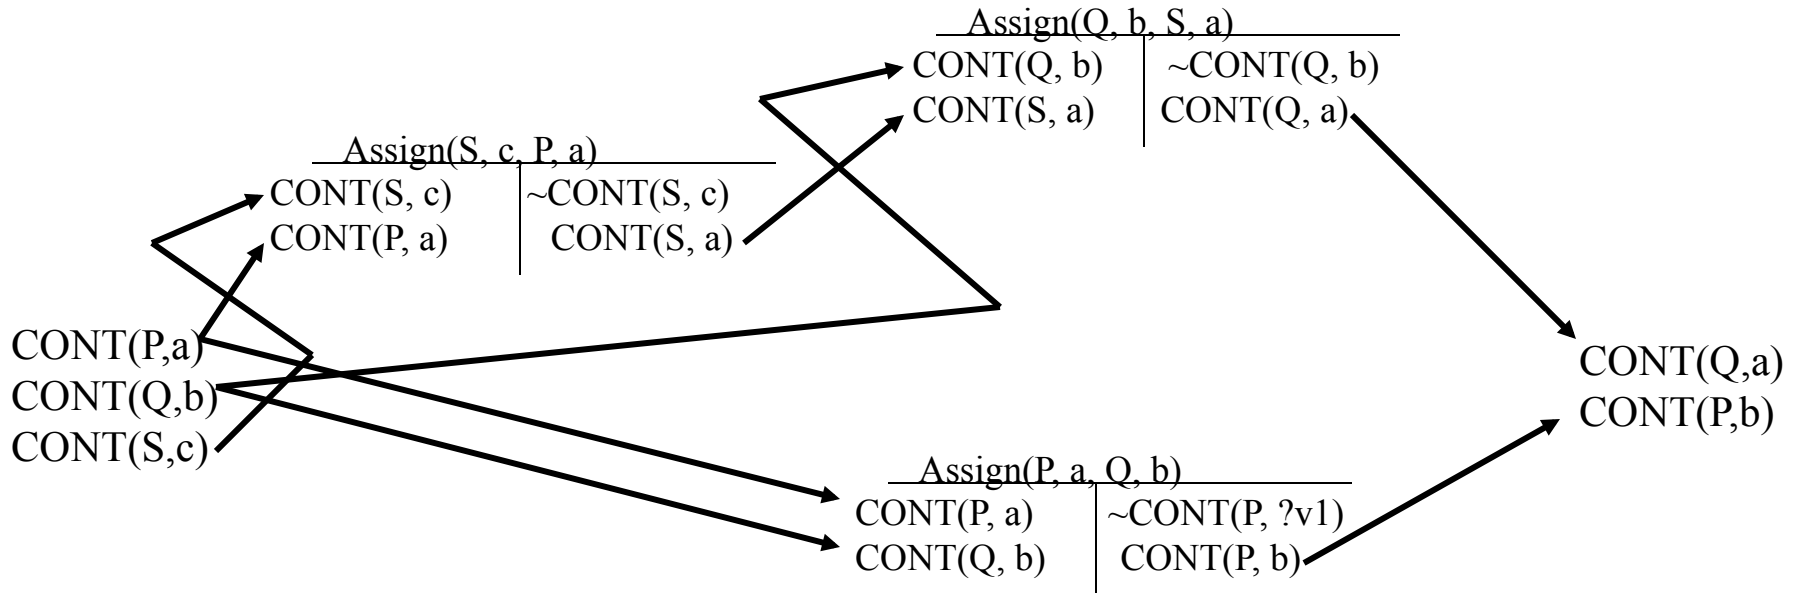 Assign(Q, b, S, a)
CONT(Q, b) ~CONT(Q, b)
CONT(S, a) CONT(Q, a)
Assign(S, c, P, a)
CONT(S, c) ~CONT(S, c)
CONT(P, a) CONT(S, a)
CONT(P,a)
CONT(Q,b)
CONT(S,c)
CONT(Q,a)
CONT(P,b)
Assign(P, a, Q, b)
CONT(P, a) ~CONT(P, ?v1)
CONT(Q, b) CONT(P, b)